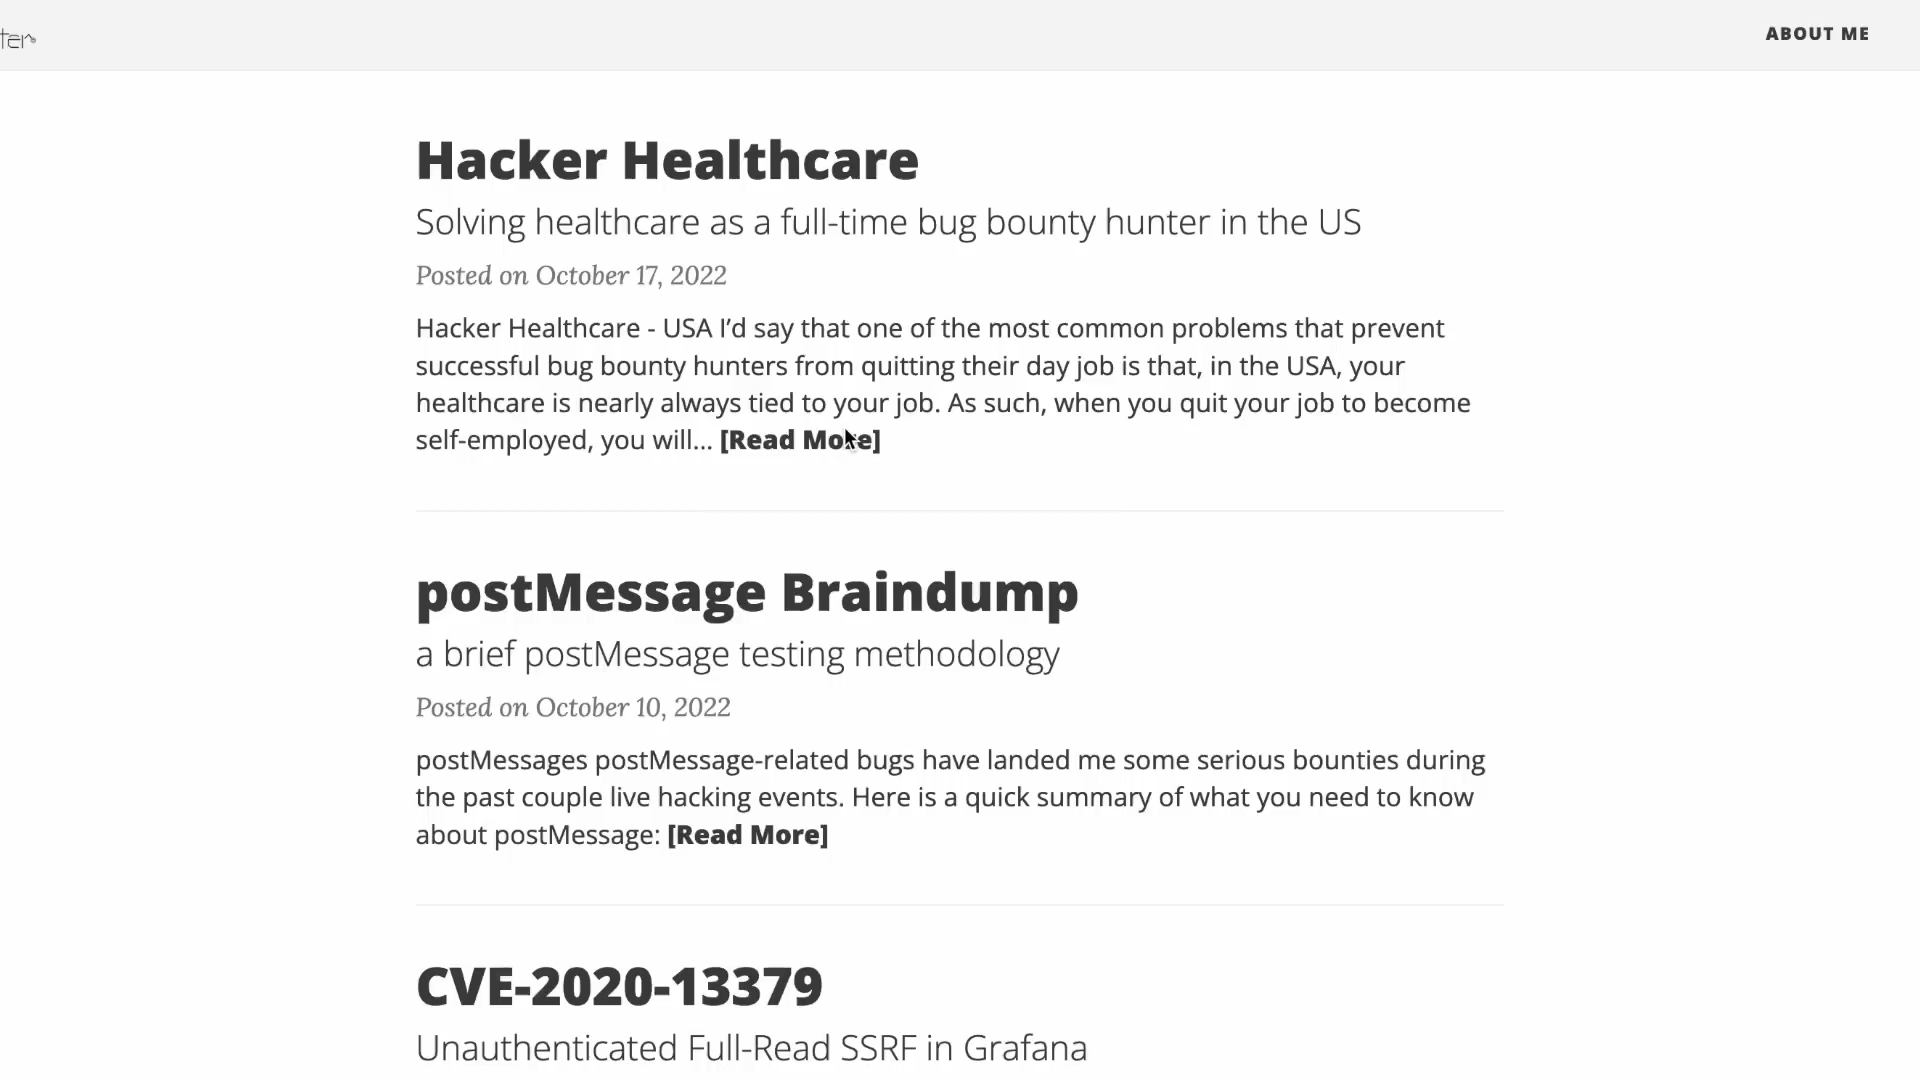 ter
ABOUT ME
Hacker Healthcare
Solving healthcare as a full-time bug bounty hunter in the US
Posted on October 17, 2022
Hacker Healthcare - USA I’d say that one of the most common problems that prevent
successful bug bounty hunters from quitting their day job is that, in the USA, your
healthcare is nearly always tied to your job. As such, when you quit your job to become
self-employed, you will... [Read More]
postMessage Braindump
a brief postMessage testing methodology
Posted on October 10, 2022
postMessages postMessage-related bugs have landed me some serious bounties during
the past couple live hacking events. Here is a quick summary of what you need to know
about postMessage: [Read More]
CVE-2020-13379
Unauthenticated Full-Read SSRF in Grafana